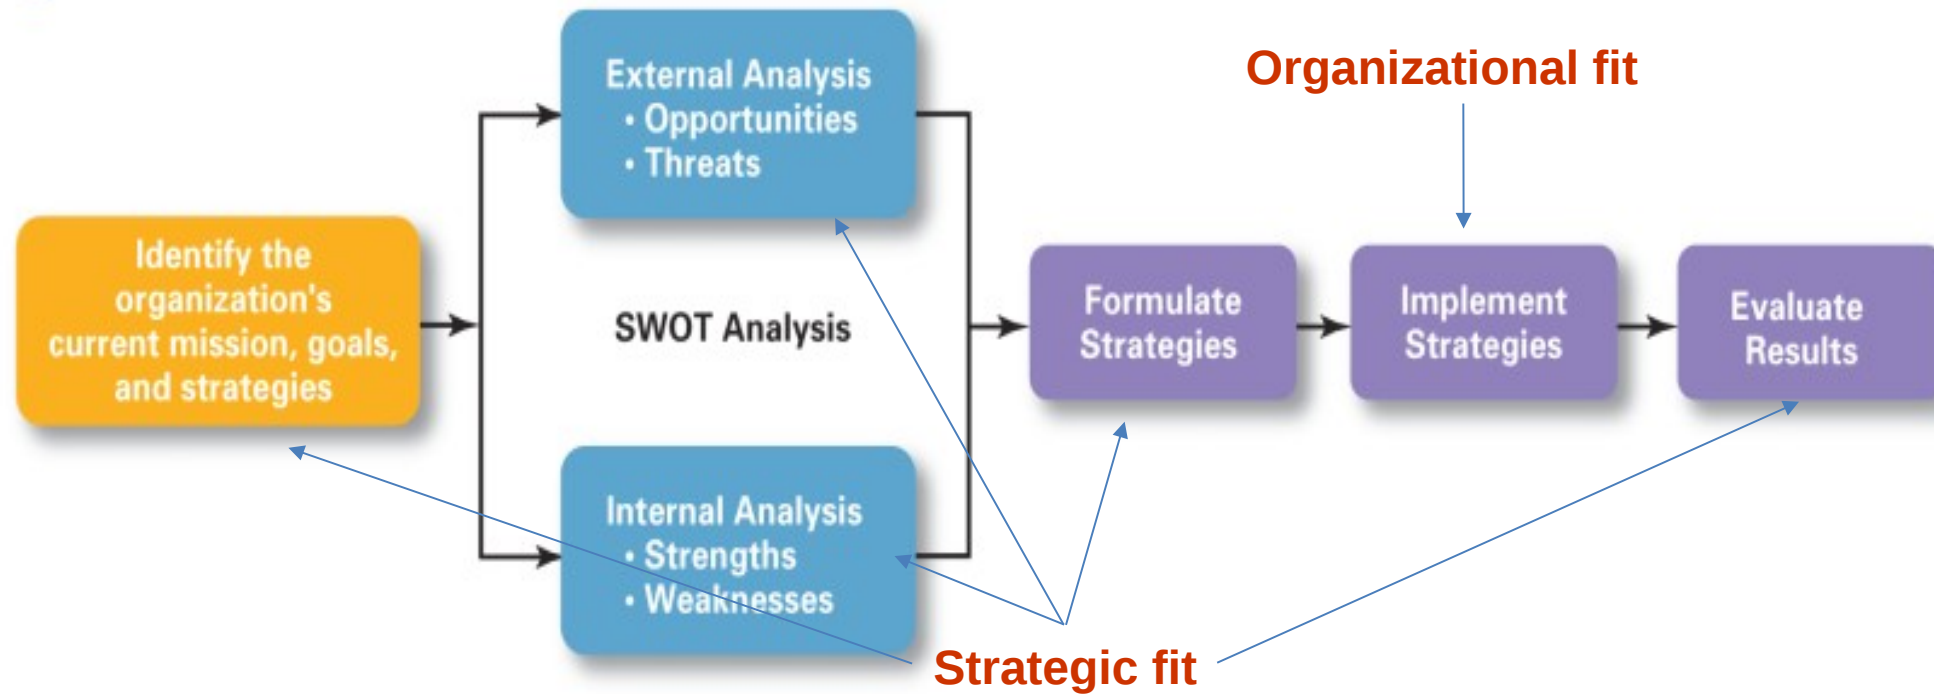 External Analysis
• Opportunities
• Threats
Organizational fit
Identify the
organization's
current mission, goals,
and strategies
SWOT Analysis
Formulate
Strategies
Implement
Strategies
Evaluate
Results
Internal Analysis
• Strengths
• Weaknesses
Strategic fit